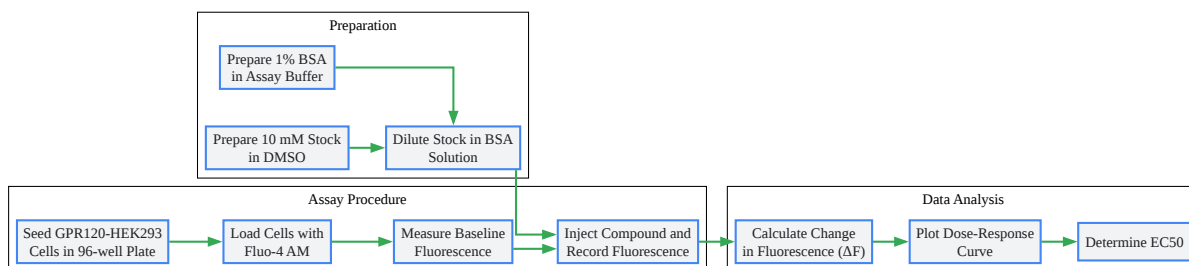 Preparation
Prepare 1% BSA
in Assay Buffer
Prepare 10 mM Stock
in DMSO
Dilute Stock in BSA
Solution
Assay Procedure
Seed GPR120-HEK293
Cells in 96-well Plate
Load Cells with
Fluo-4 AM
Measure Baseline
Fluorescence
Inject Compound and
Record Fluorescence
Data Analysis
Calculate Change
in Fluorescence (ΔF)
Plot Dose-Response
Curve
Determine EC50